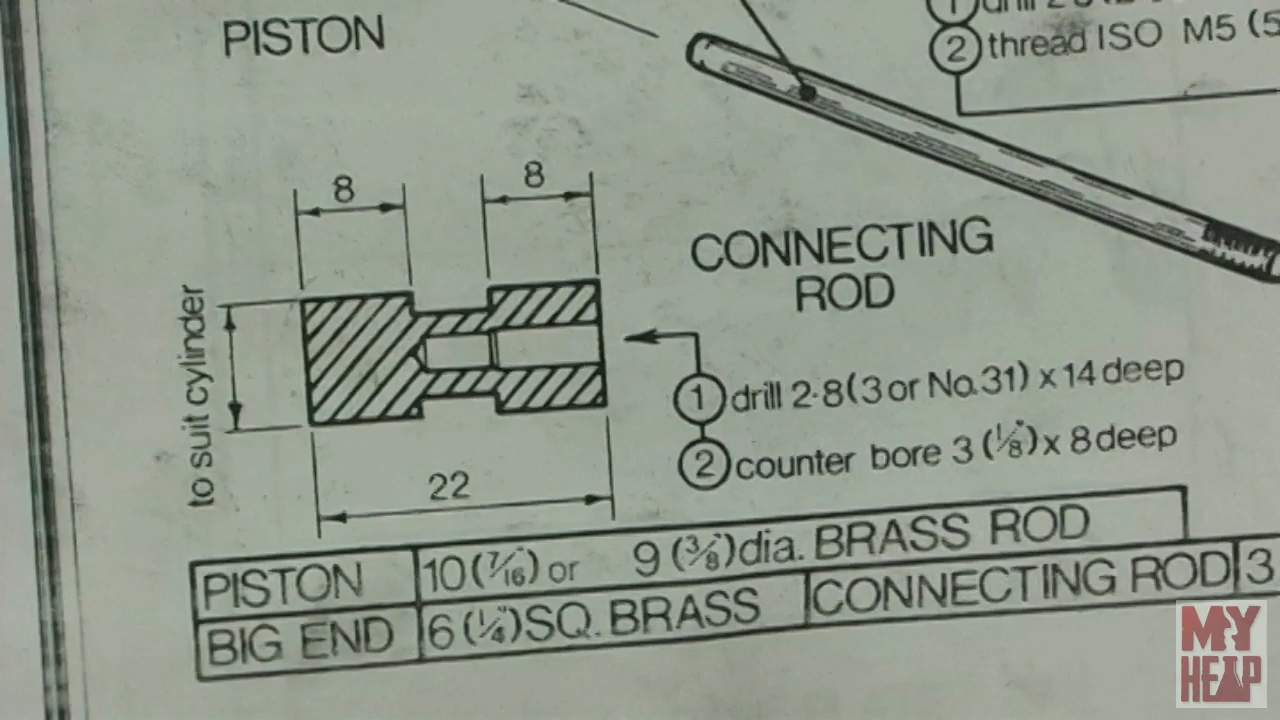 PISTON
1
2 thread ISO M5 (5
8
8
CONNECTING
ROD
to suit cylinder
1 drill 2·8(3 or No.31) x 14 deep
2 counter bore 3 (1/8") x 8 deep
22
PISTON 10(7/16") or 9 (3/8")dia. BRASS ROD
BIG END 6 (1/4")SQ. BRASS CONNECTING ROD 3
MY
HEAP